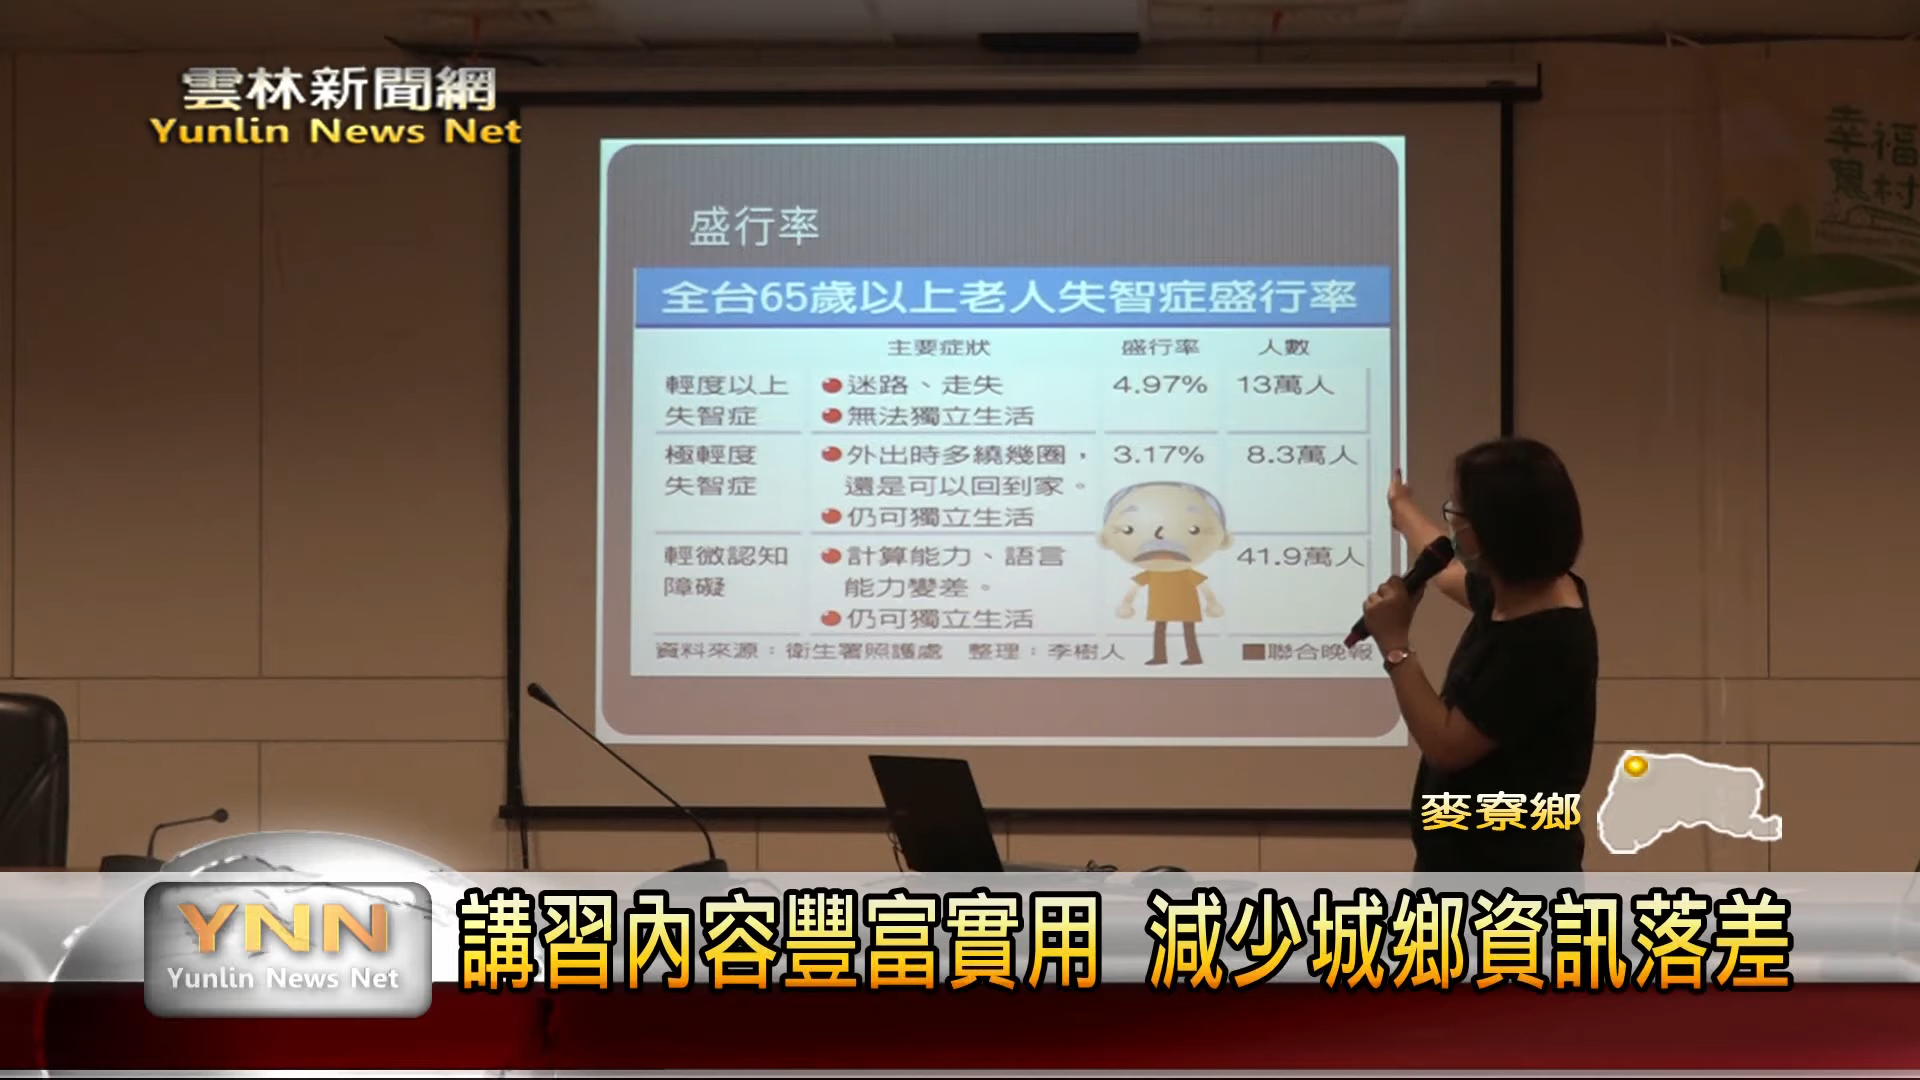 雲林新聞網
Yunlin News Net
幸福
農村
盛行率
全台65歲以上老人失智症盛行率
主要症狀 盛行率 人數
輕度以上 迷路、走失 4.97% 13萬人
失智症 無法獨立生活
極輕度 外出時多繞幾圈， 3.17% 8.3萬人
失智症 還是可以回到家。
仍可獨立生活
輕微認知 計算能力、語言 41.9萬人
障礙 能力變差。
仍可獨立生活
資料來源：衛生署照護處 整理：李樹人 ■聯合晚報
麥寮鄉
YNN
Yunlin News Net
講習內容豐富實用 減少城鄉資訊落差